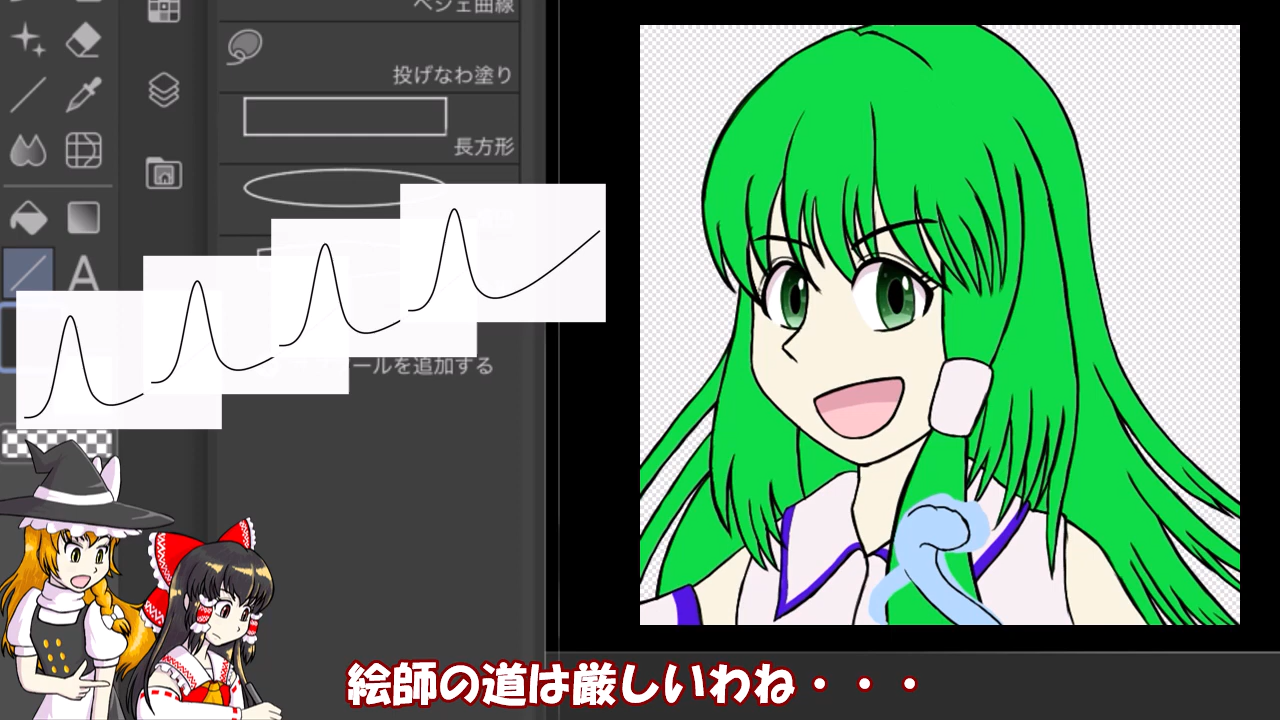 ベジェ曲線
投げなわ塗り
長方形
ールを追加する
A
絵師の道は厳しいわね・・・